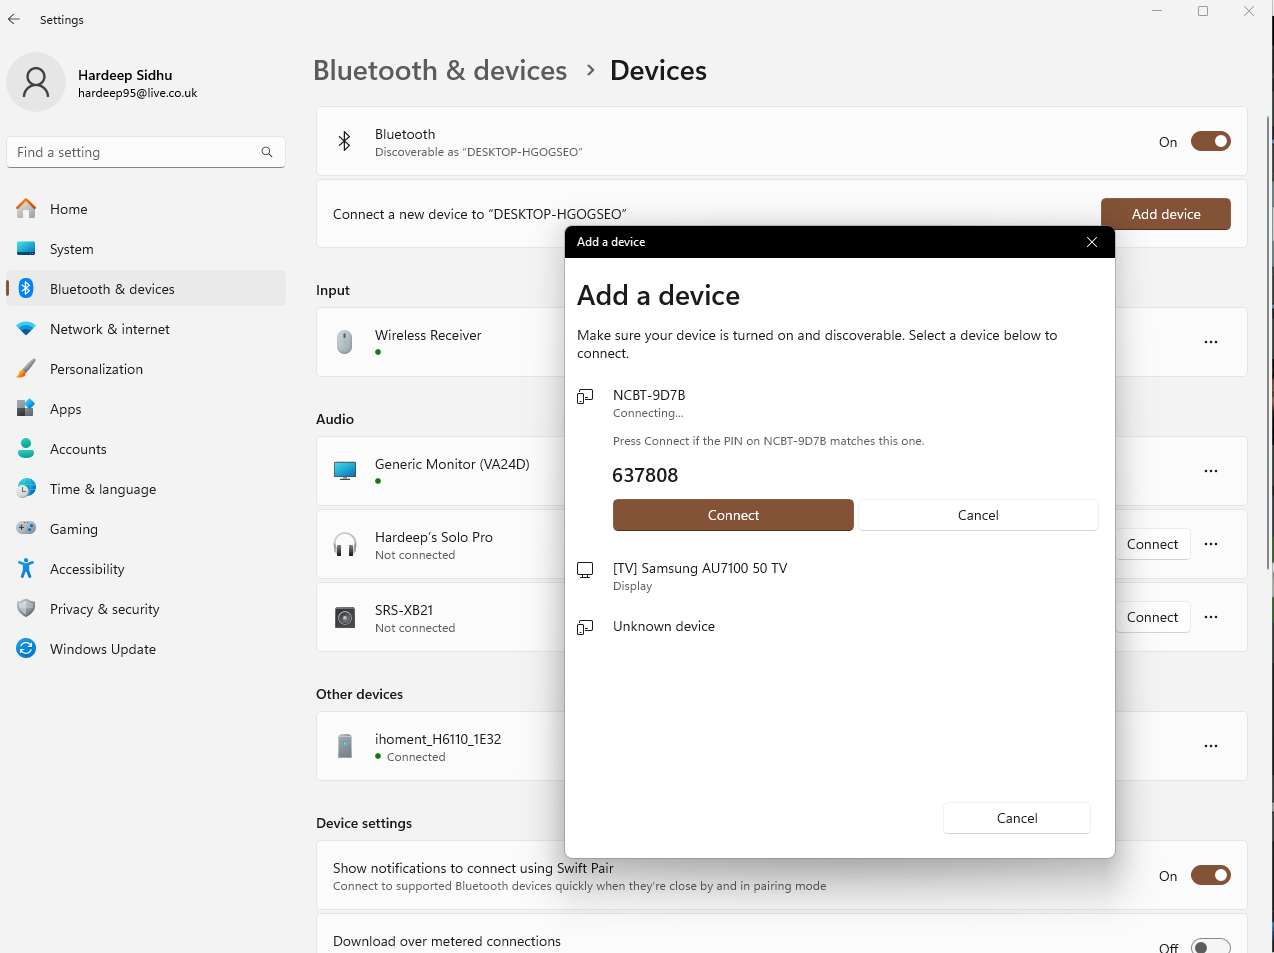 Settings
Hardeep Sidhu
hardeep95@live.co.uk
Find a setting
Home
System
Bluetooth & devices
Network & internet
Personalization
Apps
Accounts
Time & language
Gaming
Accessibility
Privacy & security
Windows Update
Bluetooth & devices > Devices
Bluetooth
Discoverable as “DESKTOP-HGOGSEO”
On
Connect a new device to “DESKTOP-HGOGSEO”
Add device
Input
Wireless Receiver
Audio
Generic Monitor (VA24D)
Hardeep’s Solo Pro
Not connected
Connect
SRS-XB21
Not connected
Connect
Other devices
ihoment_H6110_1E32
Connected
Device settings
Show notifications to connect using Swift Pair
Connect to supported Bluetooth devices quickly when they're close by and in pairing mode
On
Download over metered connections
Off
Add a device
Add a device
Make sure your device is turned on and discoverable. Select a device below to
connect.
NCBT-9D7B
Connecting...
Press Connect if the PIN on NCBT-9D7B matches this one.
637808
Connect
Cancel
[TV] Samsung AU7100 50 TV
Display
Unknown device
Cancel